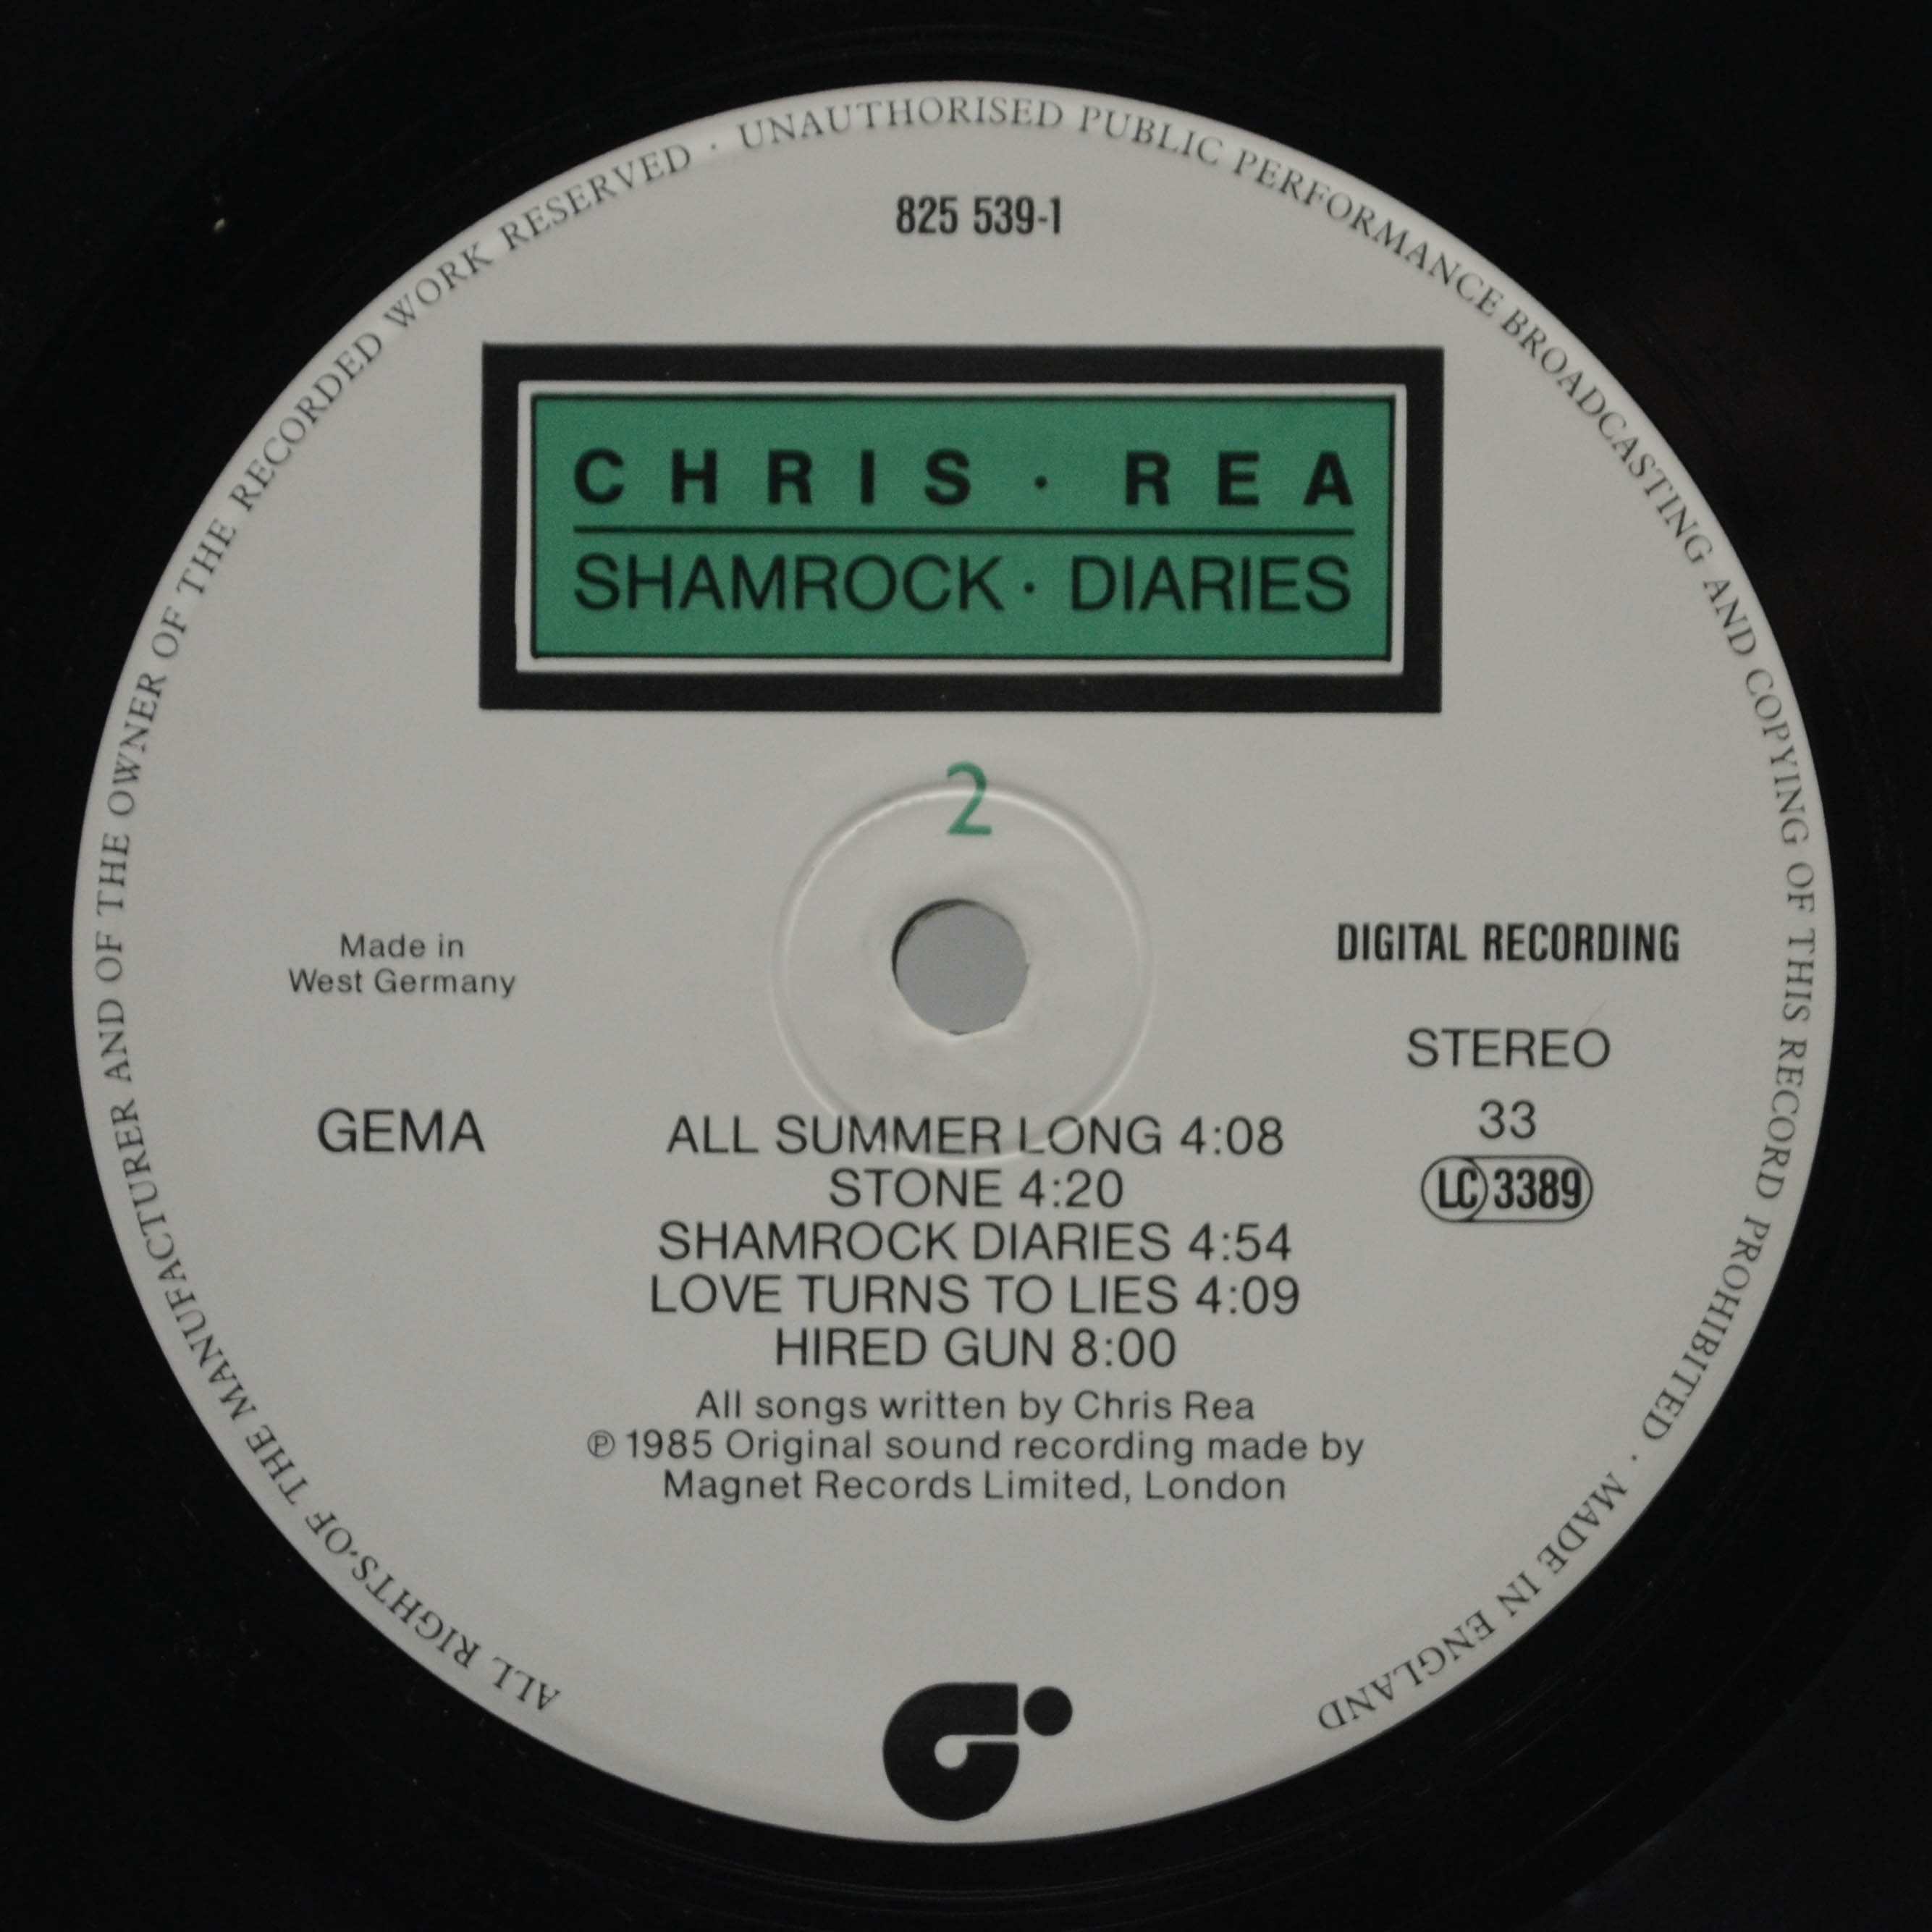 ALL RIGHTS·OF THE MANUFACTURER AND OF THE OWNER OF THE RECORDED WORK RESERVED · UNAUTHORISED PUBLIC PERFORMANCE BROADCASTING AND COPYING OF THIS RECORD PROHIBITED · MADE IN ENGLAND
825 539-1
CHRIS · REA
SHAMROCK · DIARIES
2
Made in
West Germany
DIGITAL RECORDING
STEREO
33
LC 3389
GEMA
ALL SUMMER LONG 4:08
STONE 4:20
SHAMROCK DIARIES 4:54
LOVE TURNS TO LIES 4:09
HIRED GUN 8:00
All songs written by Chris Rea
℗ 1985 Original sound recording made by
Magnet Records Limited, London